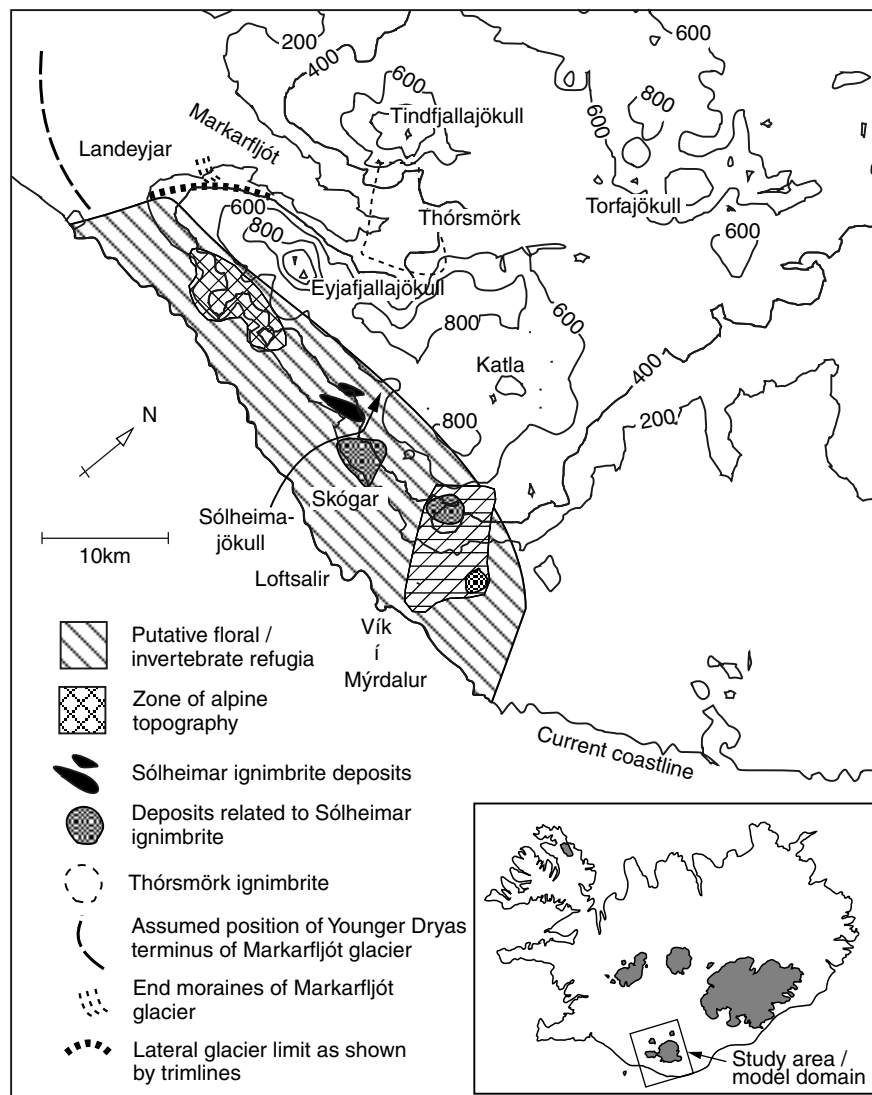 200
400
600
600
800
600
Tindfjallajökull
Markarfljót
Landeyjar
Thórsmörk
Torfajökull
600
800
600
Eyjafjallajökull
800
600
Katla
400
200
800
N
Skógar
Sólheima-
jökull
10km
Loftsalir
Vík
í
Mýrdalur
Current coastline
Putative floral /
invertebrate refugia
Zone of alpine
topography
Sólheimar ignimbrite deposits
Deposits related to Sólheimar
ignimbrite
Thórsmörk ignimbrite
Assumed position of Younger Dryas
terminus of Markarfljót glacier
End moraines of Markarfljót
glacier
Lateral glacier limit as shown
by trimlines
Study area /
model domain